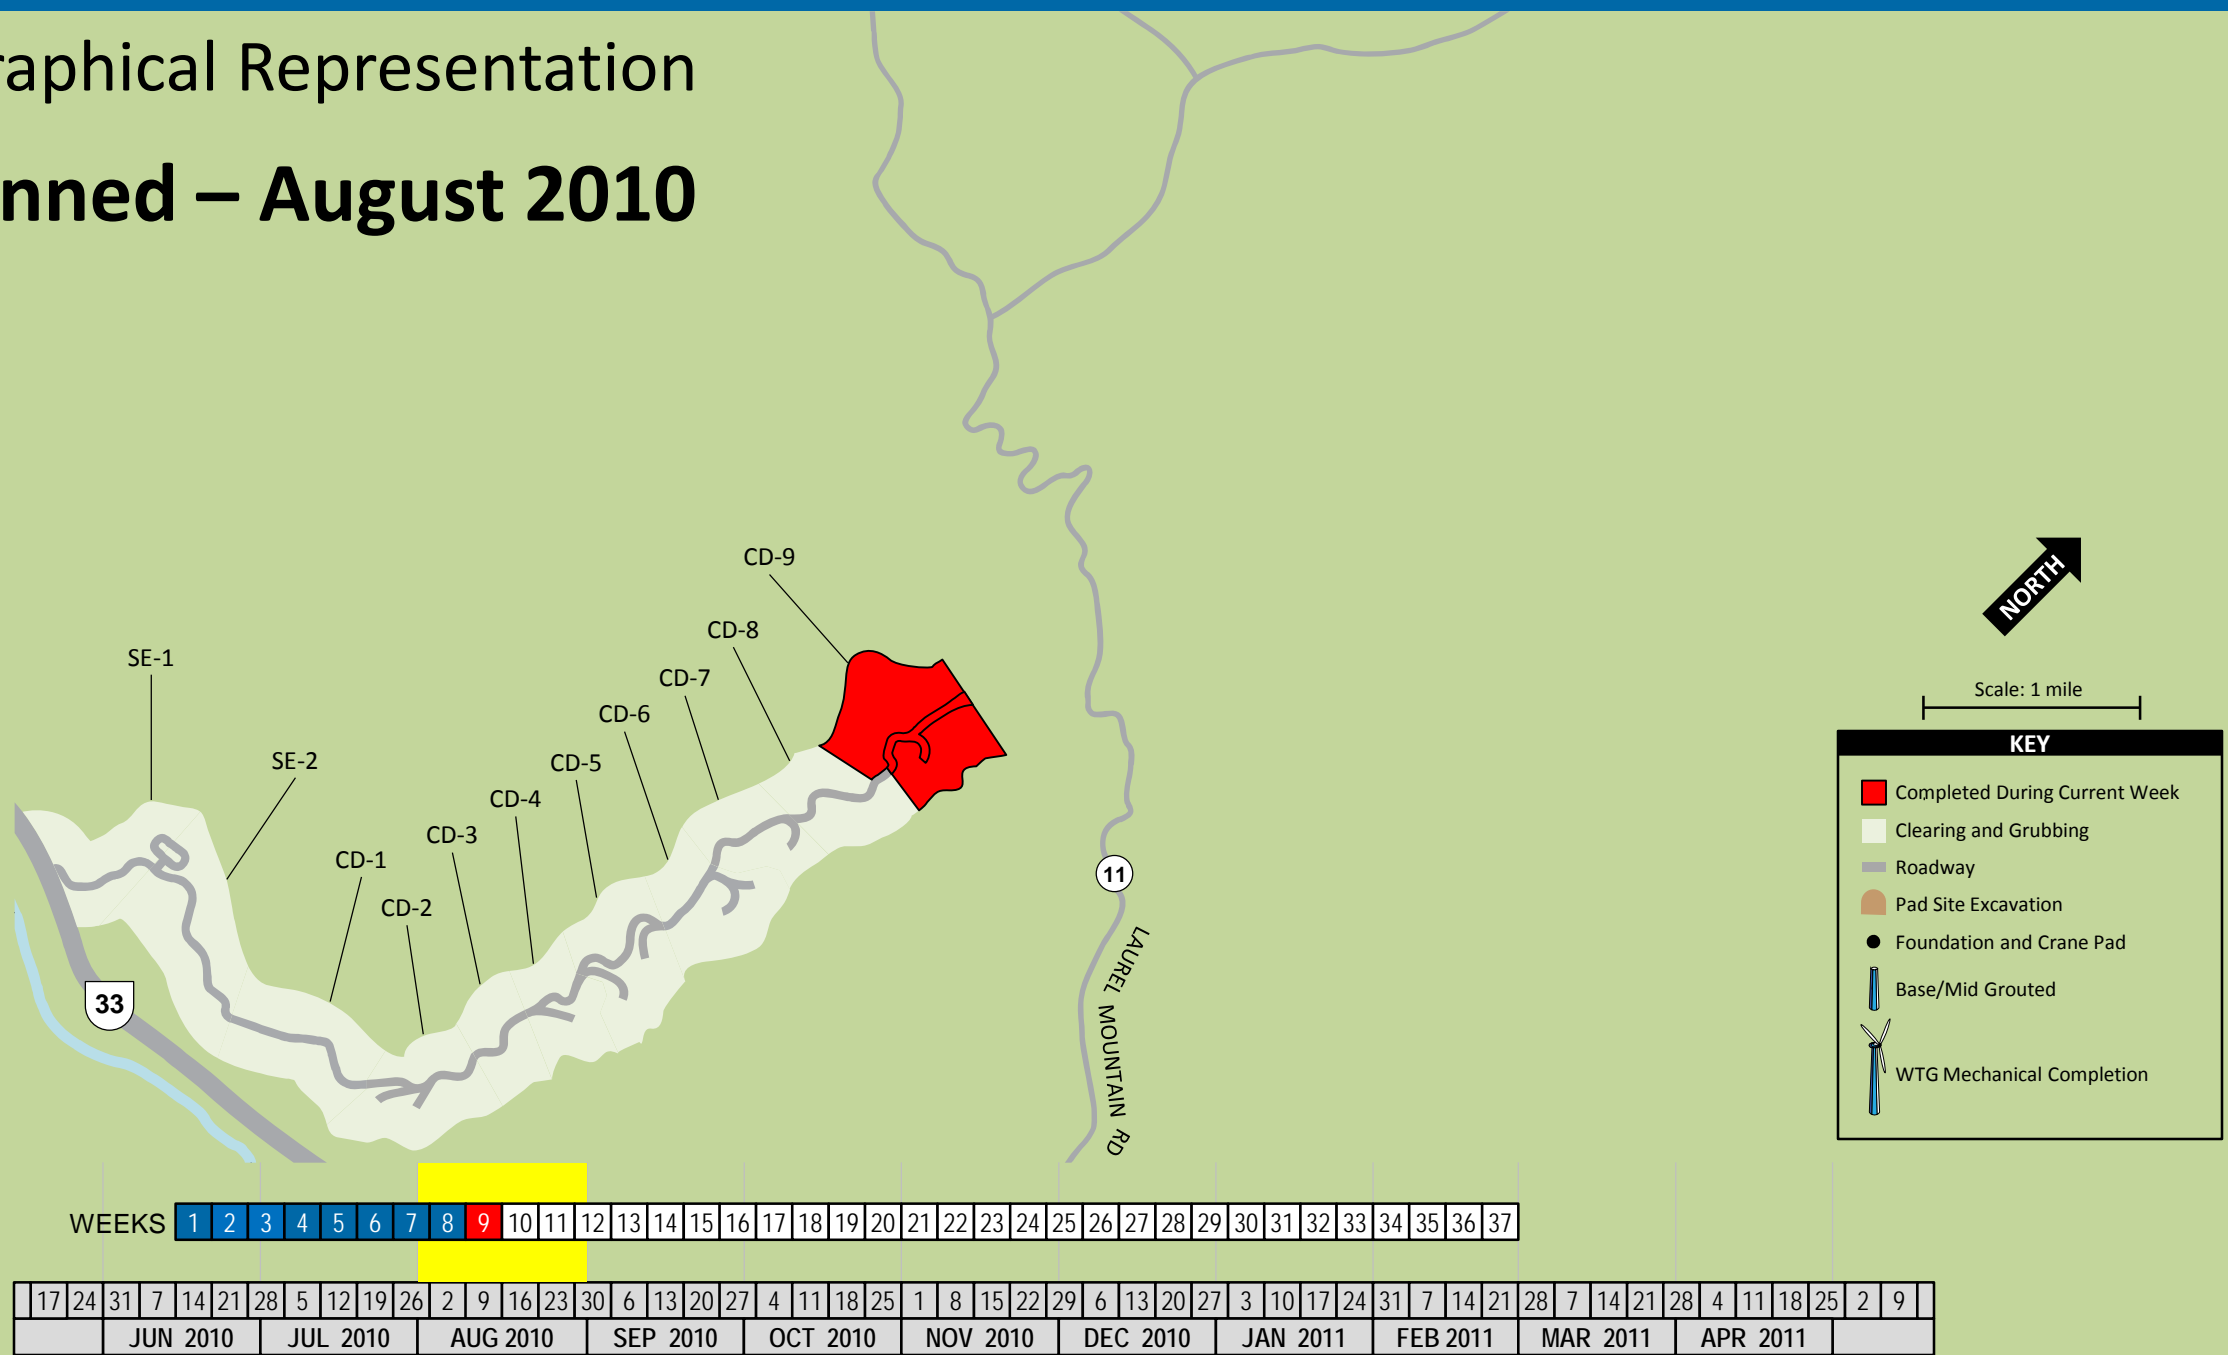 raphical Representation
nned – August 2010
CD-9
CD-8
SE-1
CD-7
CD-6
SE-2
CD-5
CD-4
CD-3
CD-1
CD-2
33
11
LAUREL MOUNTAIN RD
NORTH
Scale: 1 mile
KEY
Completed During Current Week
Clearing and Grubbing
Roadway
Pad Site Excavation
Foundation and Crane Pad
Base/Mid Grouted
WTG Mechanical Completion
WEEKS 1 2 3 4 5 6 7 8 9 10 11 12 13 14 15 16 17 18 19 20 21 22 23 24 25 26 27 28 29 30 31 32 33 34 35 36 37
17 24 31 7 14 21 28 5 12 19 26 2 9 16 23 30 6 13 20 27 4 11 18 25 1 8 15 22 29 6 13 20 27 3 10 17 24 31 7 14 21 28 7 14 21 28 4 11 18 25 2 9
JUN 2010 JUL 2010 AUG 2010 SEP 2010 OCT 2010 NOV 2010 DEC 2010 JAN 2011 FEB 2011 MAR 2011 APR 2011